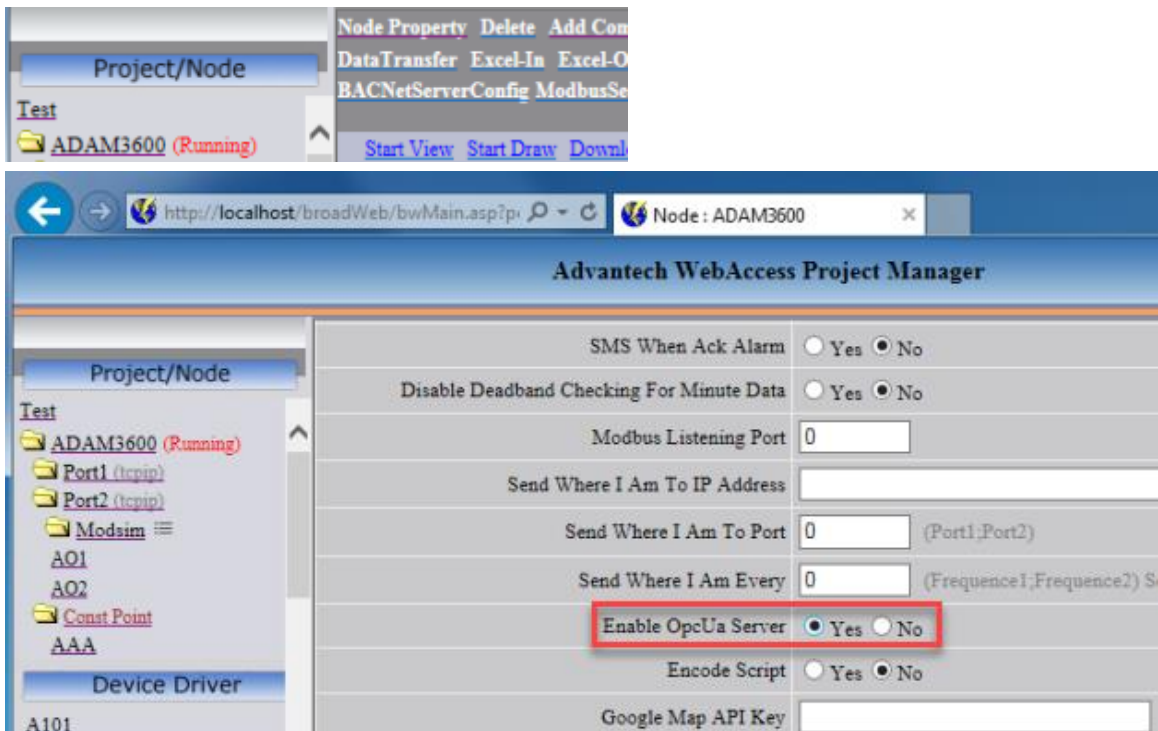 Node Property Delete Add Com
Project/Node
DataTransfer Excel-In Excel-O
BACNetServerConfig ModbusSe
Test
ADAM3600 (Running)
Start View Start Draw Downl
http://localhost/broadWeb/bwMain.asp?p
Node : ADAM3600
Advantech WebAccess Project Manager
Project/Node
Test
ADAM3600 (Running)
Port1 (tcpip)
Port2 (tcpip)
Modsim
AO1
AO2
Const Point
AAA
Device Driver
A101
SMS When Ack Alarm Yes No
Disable Deadband Checking For Minute Data Yes No
Modbus Listening Port 0
Send Where I Am To IP Address
Send Where I Am To Port 0 (Port1;Port2)
Send Where I Am Every 0 (Frequence1;Frequence2) S
Enable OpcUa Server Yes No
Encode Script Yes No
Google Map API Key